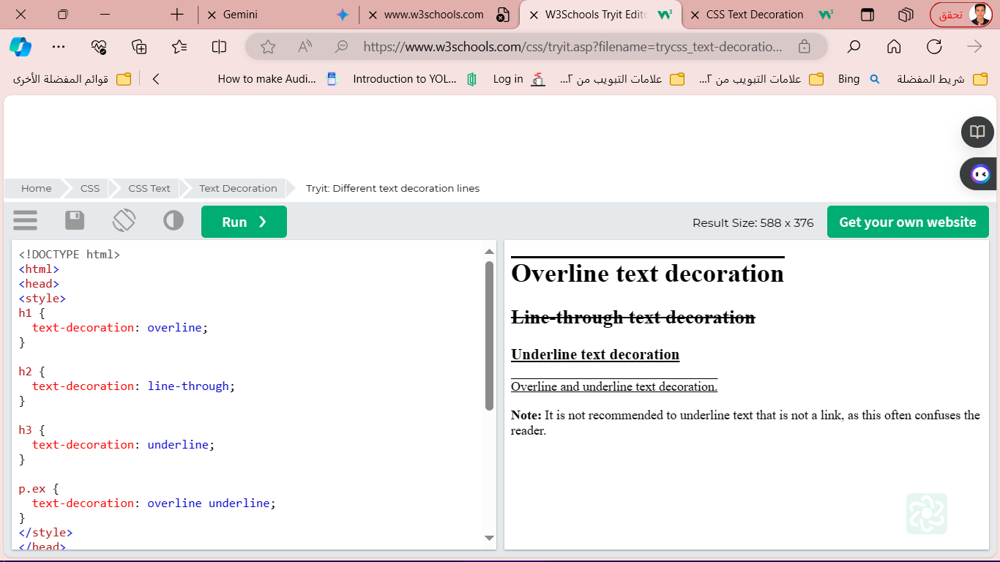 Gemini
www.w3schools.com
W3Schools Tryit Edito
CSS Text Decoration
تحقق
https://www.w3schools.com/css/tryit.asp?filename=trycss_text-decoratio...
قوائم المفضلة الأخرى
How to make Audi...
Introduction to YOL...
Log in
علامات التبويب من ٢...
علامات التبويب من ٢...
Bing
شريط المفضلة
Home
CSS
CSS Text
Text Decoration
Tryit: Different text decoration lines
Run ❯
Result Size: 588 x 376
Get your own website
<!DOCTYPE html>
<html>
<head>
<style>
h1 {
  text-decoration: overline;
}
h2 {
  text-decoration: line-through;
}
h3 {
  text-decoration: underline;
}
p.ex {
  text-decoration: overline underline;
}
</style>
</head>
Overline text decoration
Line-through text decoration
Underline text decoration
Overline and underline text decoration.
Note: It is not recommended to underline text that is not a link, as this often confuses the
reader.